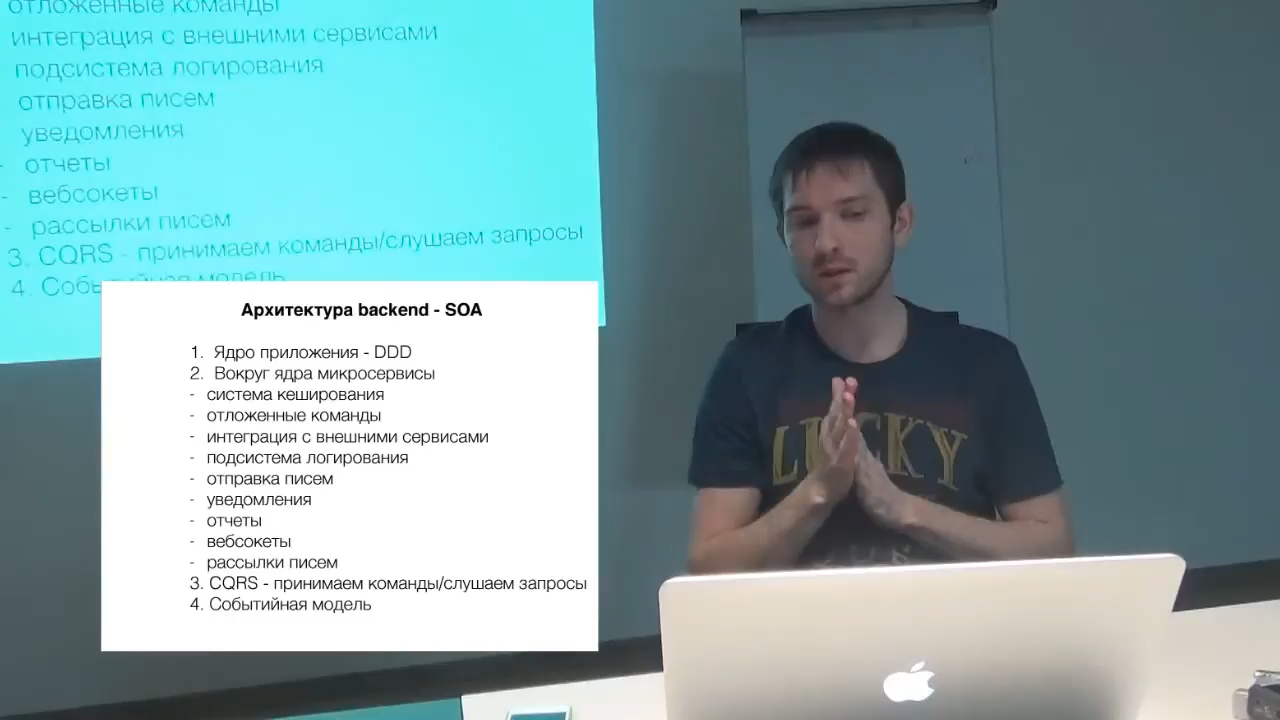 отложенные команды
интеграция с внешними сервисами
подсистема логирования
отправка писем
уведомления
- отчеты
- вебсокеты
- рассылки писем
3. CQRS - принимаем команды/слушаем запросы
4. Событийная модель
Архитектура backend - SOA
1. Ядро приложения - DDD
2. Вокруг ядра микросервисы
- система кеширования
- отложенные команды
- интеграция с внешними сервисами
- подсистема логирования
- отправка писем
- уведомления
- отчеты
- вебсокеты
- рассылки писем
3. CQRS - принимаем команды/слушаем запросы
4. Событийная модель
LUCKY